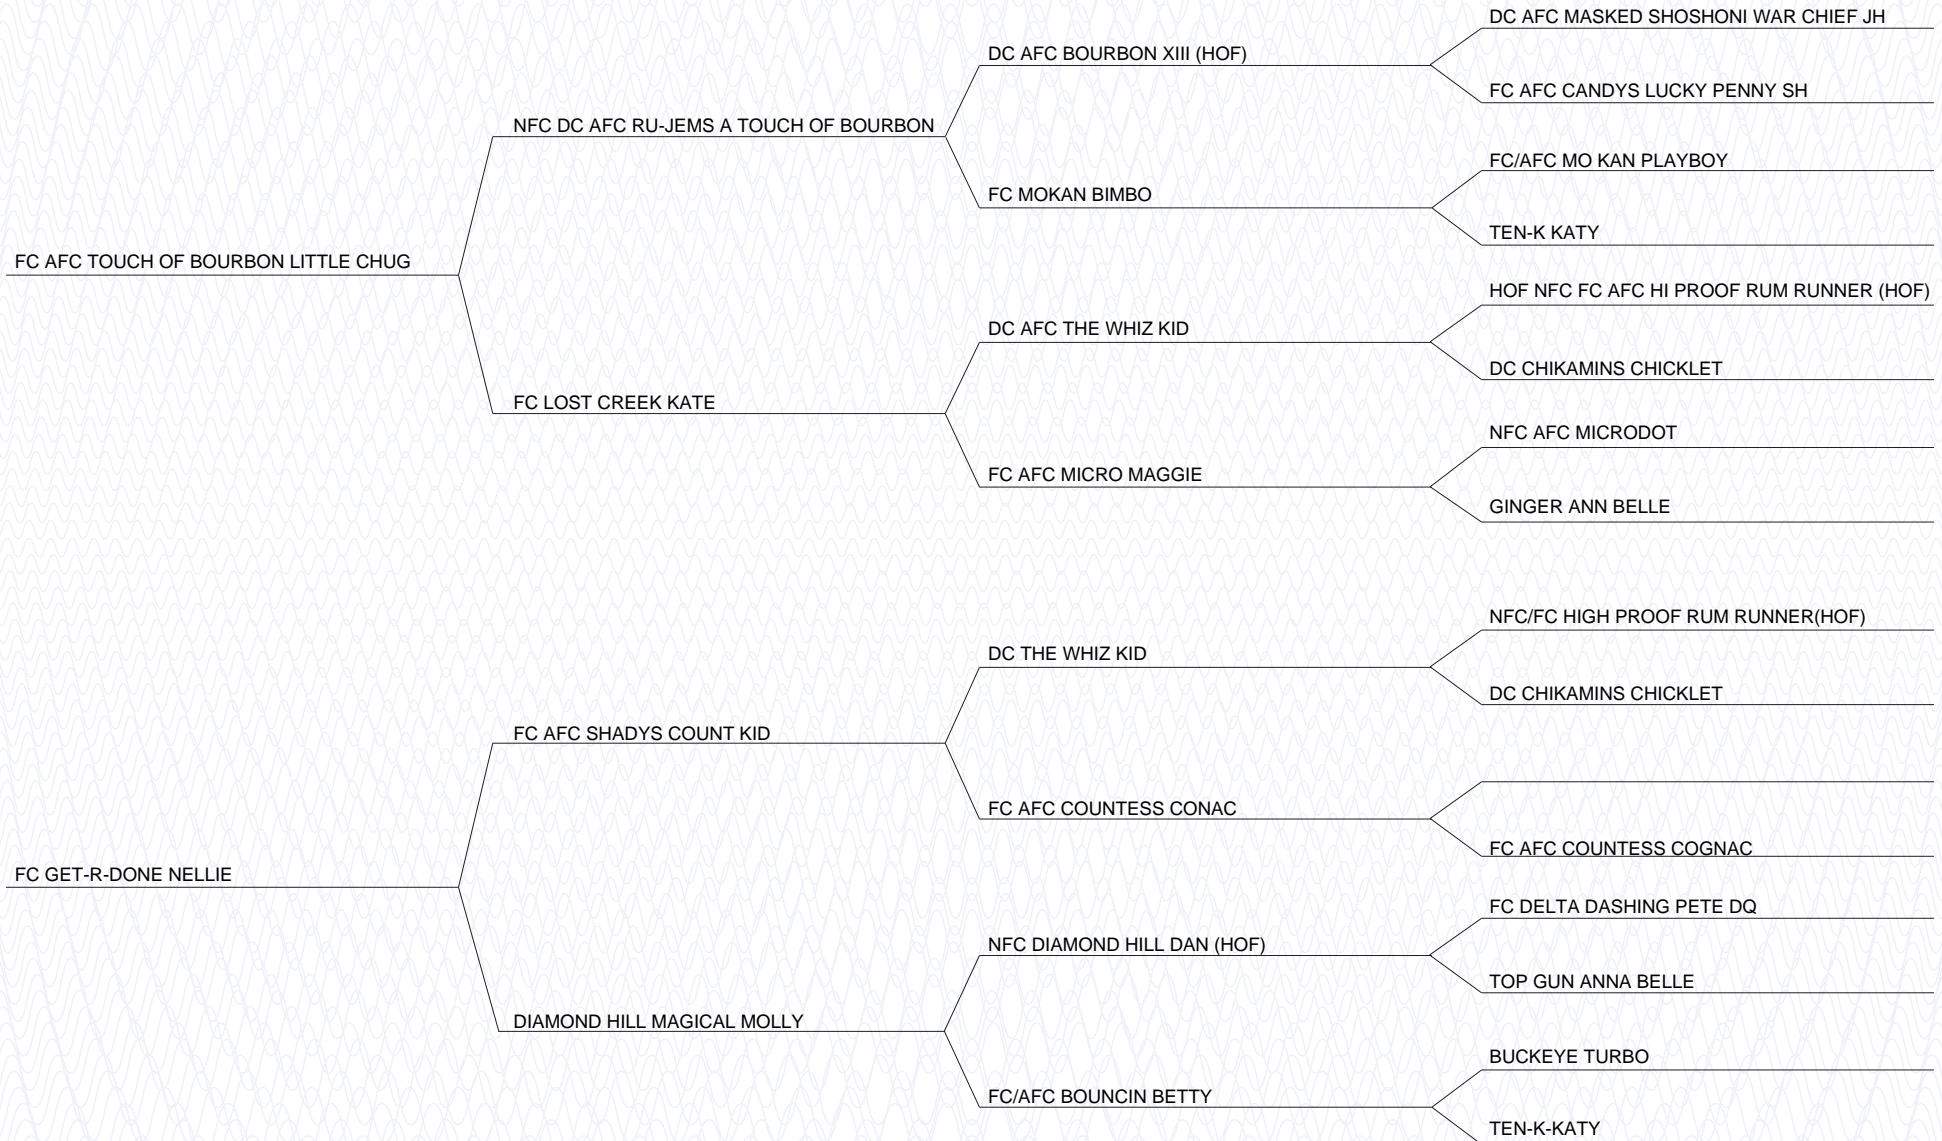 DC AFC MASKED SHOSHONI WAR CHIEF JH
DC AFC BOURBON XIII (HOF)
FC AFC CANDYS LUCKY PENNY SH
NFC DC AFC RU-JEMS A TOUCH OF BOURBON
FC/AFC MO KAN PLAYBOY
FC MOKAN BIMBO
TEN-K KATY
FC AFC TOUCH OF BOURBON LITTLE CHUG
HOF NFC FC AFC HI PROOF RUM RUNNER (HOF)
DC AFC THE WHIZ KID
DC CHIKAMINS CHICKLET
FC LOST CREEK KATE
NFC AFC MICRODOT
FC AFC MICRO MAGGIE
GINGER ANN BELLE
NFC/FC HIGH PROOF RUM RUNNER(HOF)
DC THE WHIZ KID
DC CHIKAMINS CHICKLET
FC AFC SHADYS COUNT KID
FC AFC COUNTESS CONAC
FC AFC COUNTESS COGNAC
FC GET-R-DONE NELLIE
FC DELTA DASHING PETE DQ
NFC DIAMOND HILL DAN (HOF)
TOP GUN ANNA BELLE
DIAMOND HILL MAGICAL MOLLY
BUCKEYE TURBO
FC/AFC BOUNCIN BETTY
TEN-K-KATY